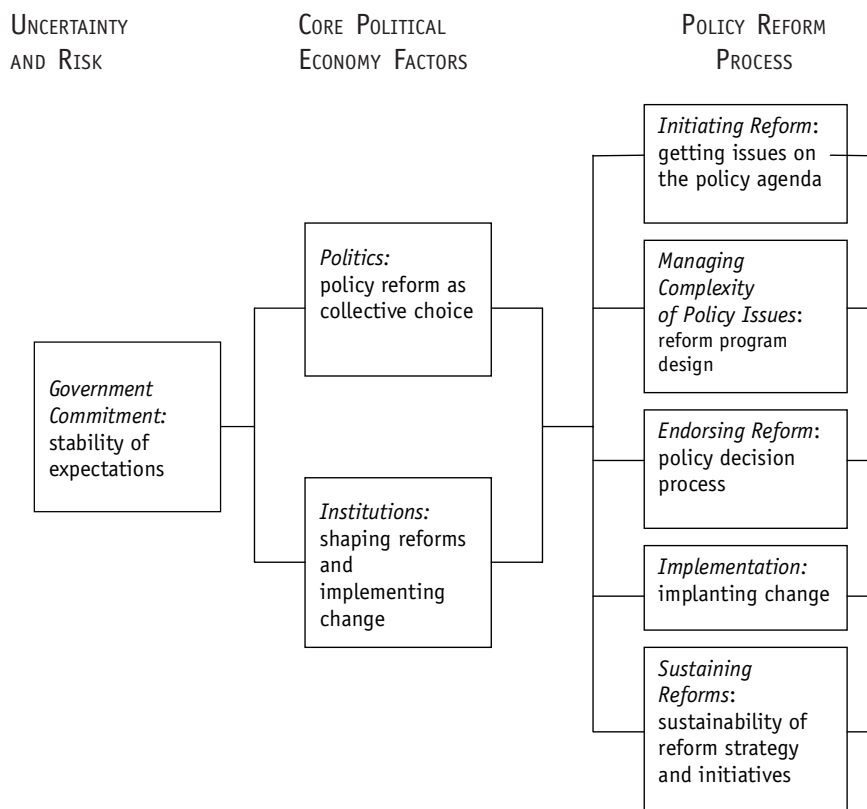 UNCERTAINTY
AND RISK
CORE POLITICAL
ECONOMY FACTORS
POLICY REFORM
PROCESS
Government
Commitment:
stability of
expectations
Politics:
policy reform as
collective choice
Institutions:
shaping reforms
and
implementing
change
Initiating Reform:
getting issues on
the policy agenda
Managing
Complexity
of Policy Issues:
reform program
design
Endorsing Reform:
policy decision
process
Implementation:
implanting change
Sustaining
Reforms:
sustainability of
reform strategy
and initiatives